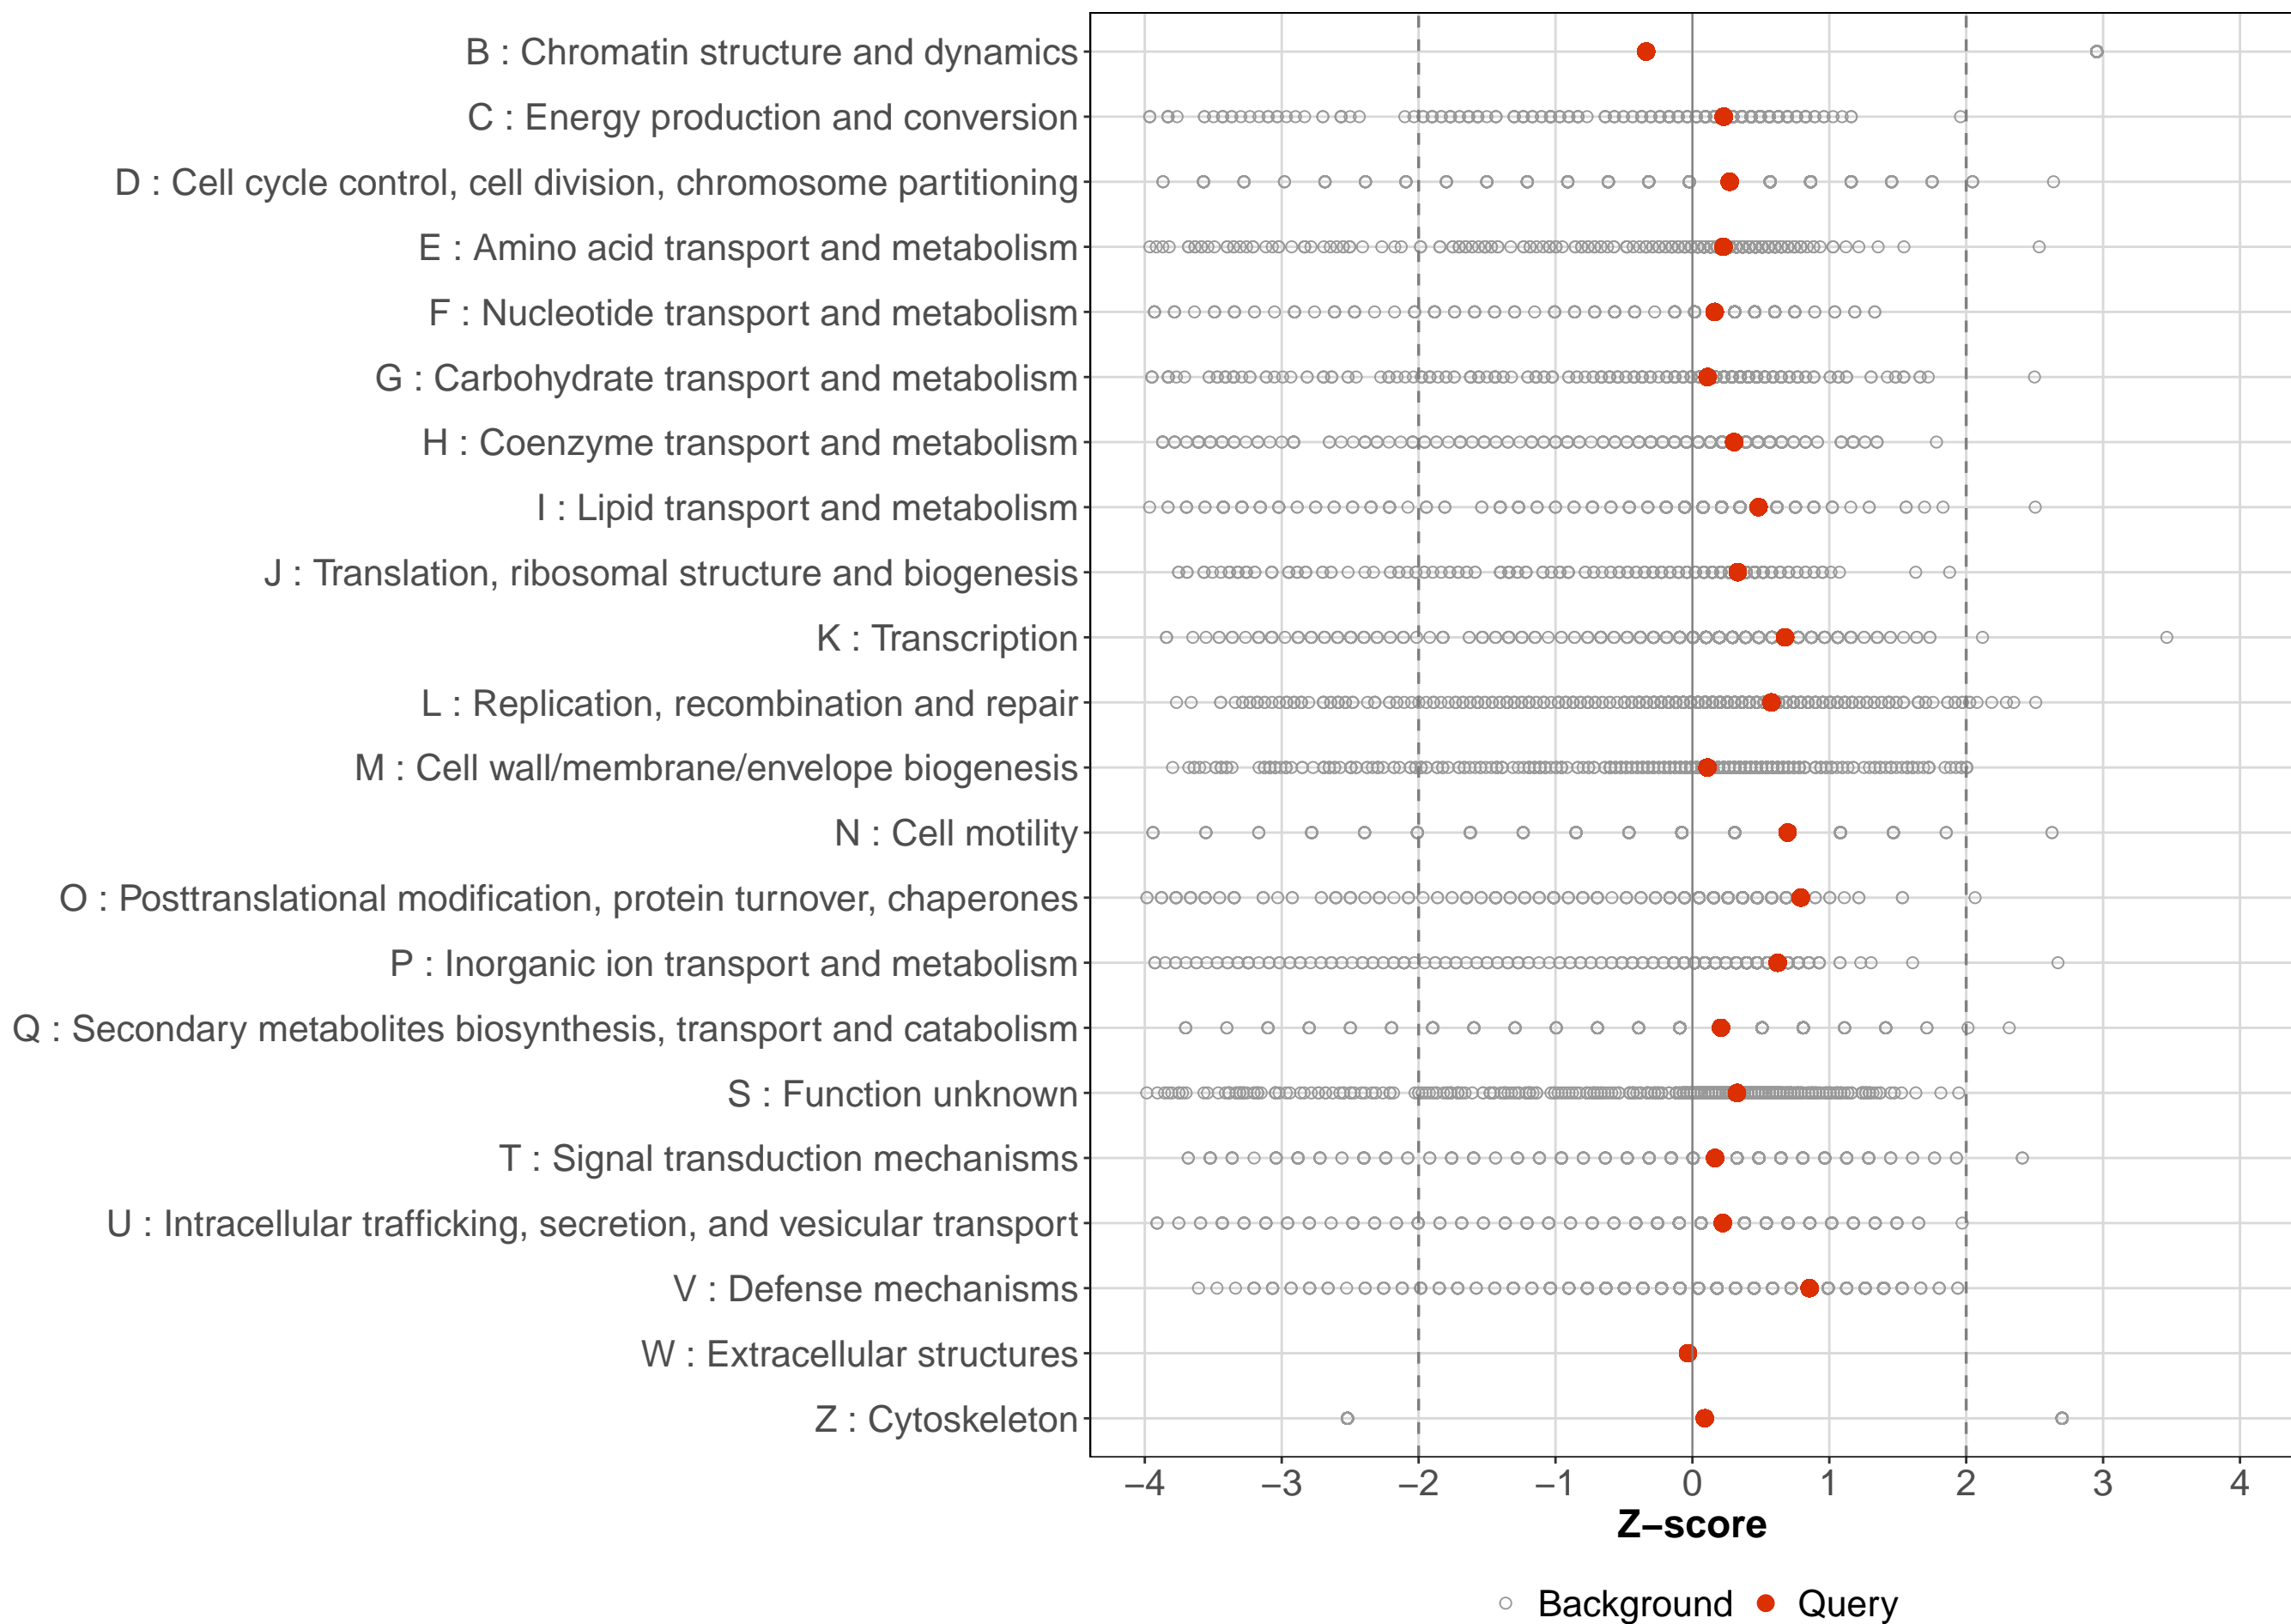 B : Chromatin structure and dynamics
C : Energy production and conversion
D : Cell cycle control, cell division, chromosome partitioning
E : Amino acid transport and metabolism
F : Nucleotide transport and metabolism
G : Carbohydrate transport and metabolism
H : Coenzyme transport and metabolism
I : Lipid transport and metabolism
J : Translation, ribosomal structure and biogenesis
K : Transcription
L : Replication, recombination and repair
M : Cell wall/membrane/envelope biogenesis
N : Cell motility
O : Posttranslational modification, protein turnover, chaperones
P : Inorganic ion transport and metabolism
Q : Secondary metabolites biosynthesis, transport and catabolism
S : Function unknown
T : Signal transduction mechanisms
U : Intracellular trafficking, secretion, and vesicular transport
V : Defense mechanisms
W : Extracellular structures
Z : Cytoskeleton
−4 −3 −2 −1 0 1 2 3 4
Z−score
Background Query